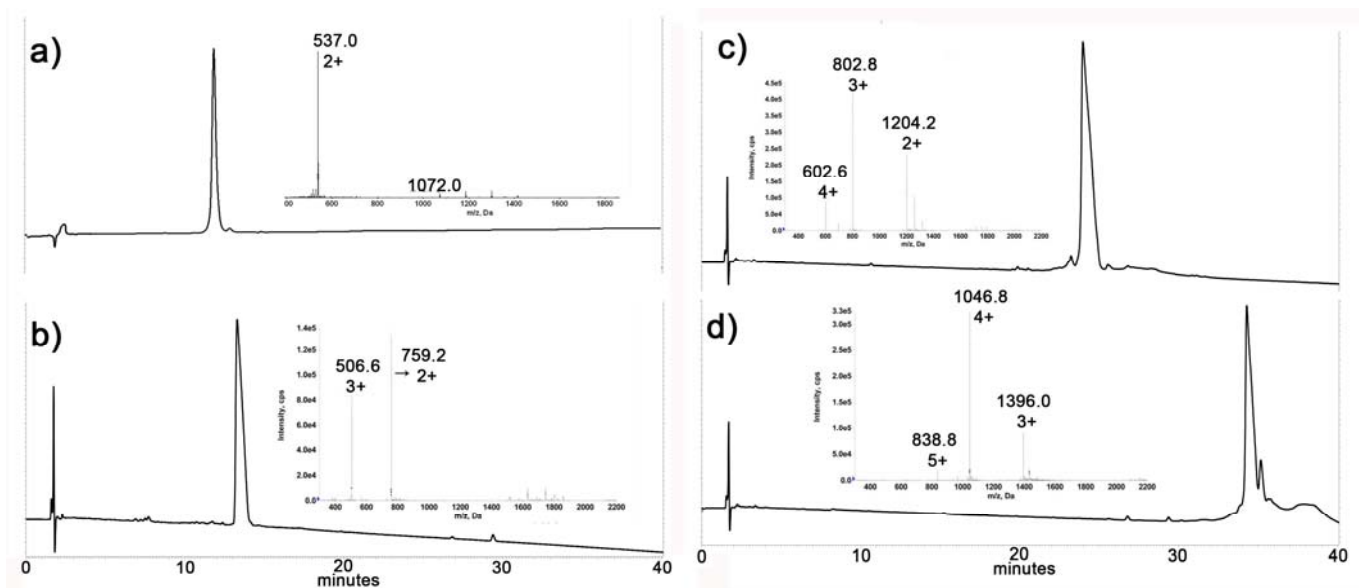 a)
537.0
2+
1072.0
00 600 800 1000 1200 1400 1600 1800
m/z, Da
b)
Intensity, cps
1.4e5
1.2e5
1.0e5
8.0e4
6.0e4
4.0e4
2.0e4
0.0
506.6
3+
759.2
→ 2+
400 600 800 1000 1200 1400 1600 1800 2000 2200
m/z, Da
0 10 20 30 40
minutes
c)
Intensity, cps
4.5e5
4.0e5
3.5e5
3.0e5
2.5e5
2.0e5
1.5e5
1.0e5
5.0e4
0.0
802.8
3+
1204.2
2+
602.6
4+
400 600 800 1000 1200 1400 1600 1800 2000 2200
m/z, Da
d)
Intensity, cps
3.3e5
3.0e5
2.5e5
2.0e5
1.5e5
1.0e5
5.0e4
0.0
1046.8
4+
1396.0
3+
838.8
5+
400 600 800 1000 1200 1400 1600 1800 2000 2200
m/z, Da
0 10 20 30 40
minutes